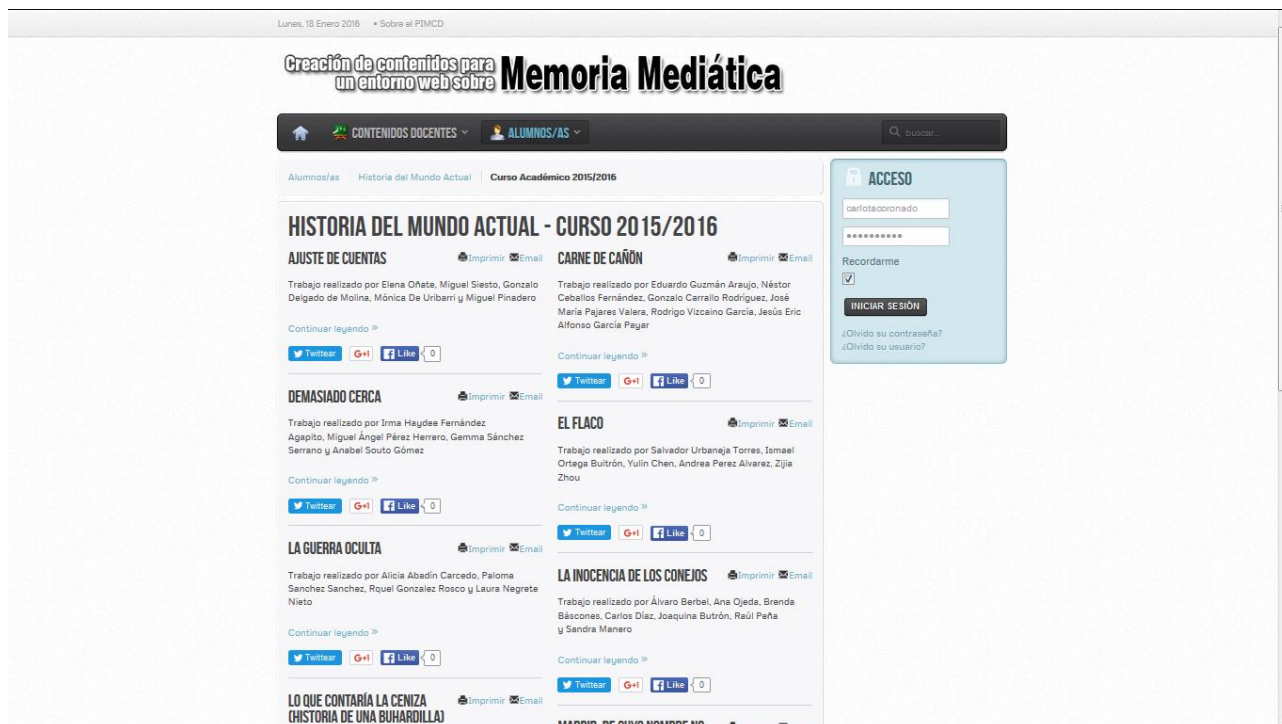 Lunes, 18 Enero 2016 • Sobre el PIMCD
Creación de contenidos para
un entorno web sobre Memoria Mediática
CONTENIDOS DOCENTES ALUMNOS/AS buscar...
Alumnos/as Historia del Mundo Actual Curso Académico 2015/2016
HISTORIA DEL MUNDO ACTUAL - CURSO 2015/2016
AJUSTE DE CUENTAS Imprimir Email
Trabajo realizado por Elena Oñate, Miguel Siesto, Gonzalo
Delgado de Molina, Mónica De Uribarri y Miguel Pinadero
Continuar leyendo »
Twittear G+1 Like 0
DEMASIADO CERCA Imprimir Email
Trabajo realizado por Irma Haydee Fernández
Agapito, Miguel Ángel Pérez Herrero, Gemma Sánchez
Serrano y Anabel Souto Gómez
Continuar leyendo »
Twittear G+1 Like 0
LA GUERRA OCULTA Imprimir Email
Trabajo realizado por Alicia Abadín Carcedo, Paloma
Sanchez Sanchez, Rquel Gonzalez Rosco y Laura Negrete
Nieto
Continuar leyendo »
Twittear G+1 Like 0
LO QUE CONTARÍA LA CENIZA Imprimir Email
(HISTORIA DE UNA BUHARDILLA)
CARNE DE CAÑÖN Imprimir Email
Trabajo realizado por Eduardo Guzmán Araujo, Néstor
Ceballos Fernández, Gonzalo Carrallo Rodríguez, José
María Pajares Valera, Rodrigo Vizcaino García, Jesús Eric
Alfonso García Payar
Continuar leyendo »
Twittear G+1 Like 0
EL FLACO Imprimir Email
Trabajo realizado por Salvador Urbaneja Torres, Ismael
Ortega Buitrón, Yulin Chen, Andrea Perez Alvarez, Zijia
Zhou
Continuar leyendo »
Twittear G+1 Like 0
LA INOCENCIA DE LOS CONEJOS Imprimir Email
Trabajo realizado por Álvaro Berbel, Ana Ojeda, Brenda
Báscones, Carlos Díaz, Joaquina Butrón, Raúl Peña
y Sandra Manero
Continuar leyendo »
Twittear G+1 Like 0
MADRID, DE CUYO NOMBRE NO
ACCESO
carlotacoronado
Recordarme
INICIAR SESIÓN
¿Olvido su contraseña?
¿Olvido su usuario?